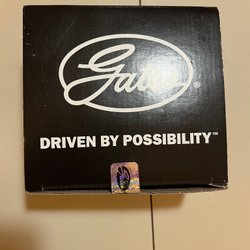 Gates®
DRIVEN BY POSSIBILITY™